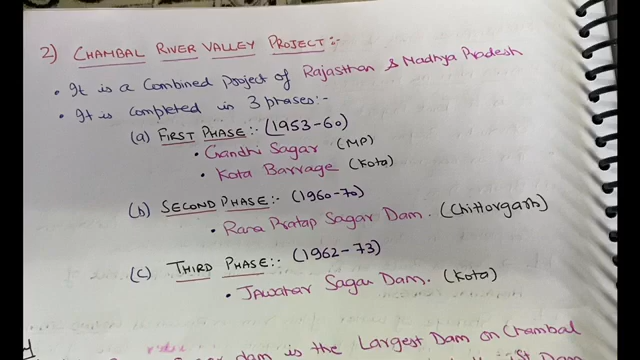 2) CHAMBAL RIVER VALLEY PROJECT:-
• It is a Combined project of Rajasthan & Madhya Pradesh
• It is completed in 3 phases:-
(a) FIRST PHASE:- (1953-60)
• Gandhi Sagar (MP)
• Kota Barrage (Kota)
(b) SECOND PHASE:- (1960-70)
• Rana Pratap Sagar Dam. (Chittorgarh)
(c) THIRD PHASE:- (1962-73)
• Jawahar Sagar Dam. (Kota)
dam is the Largest Dam on Chambal